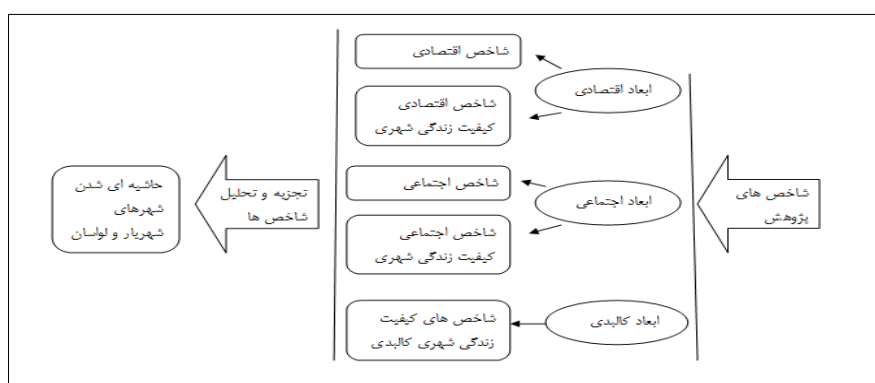 شاخص های
پژوهش
ابعاد اقتصادی
شاخص اقتصادی
شاخص اقتصادی
کیفیت زندگی شهری
ابعاد اجتماعی
شاخص اجتماعی
شاخص اجتماعی
کیفیت زندگی شهری
ابعاد کالبدی
شاخص های کیفیت
زندگی شهری کالبدی
تجزیه و تحلیل
شاخص ها
حاشیه ای شدن
شهرهای
شهریار و لواسان